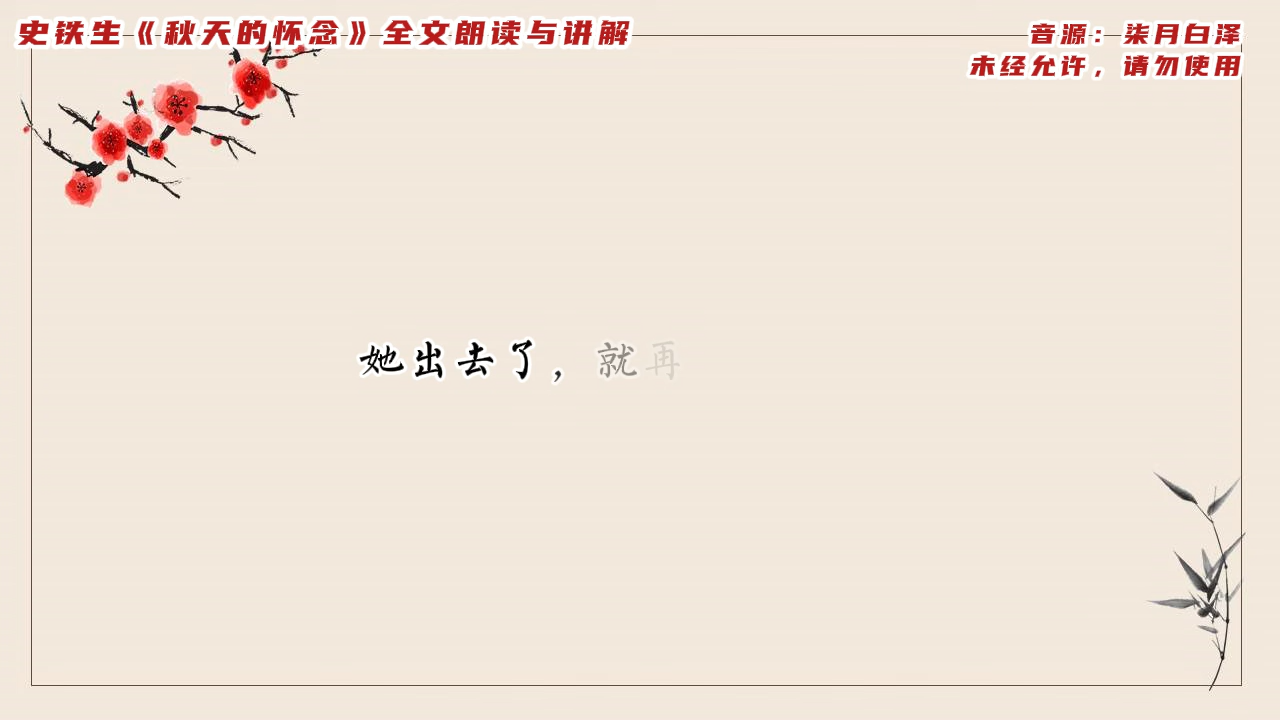 史铁生《秋天的怀念》全文朗读与讲解
音源：柒月白泽
未经允许，请勿使用
她出去了，就再